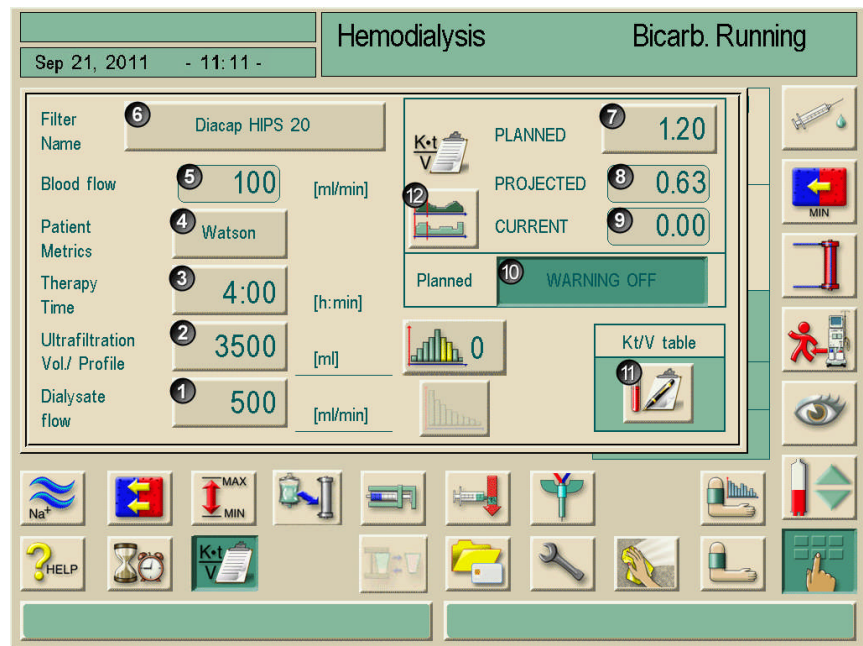 Hemodialysis
Bicarb. Running
Sep 21, 2011 - 11:11 -
Filter
Name
6
Diacap HIPS 20
Blood flow
5
100
[ml/min]
Patient
Metrics
4
Watson
Therapy
Time
3
4:00
[h:min]
Ultrafiltration
Vol./ Profile
2
3500
[ml]
0
Dialysate
flow
1
500
[ml/min]
K•t
V
PLANNED
7
1.20
PROJECTED
8
0.63
12
CURRENT
9
0.00
Planned
10
WARNING OFF
Kt/V table
11
MIN
Na+
MAX
MIN
?HELP
K•t
V